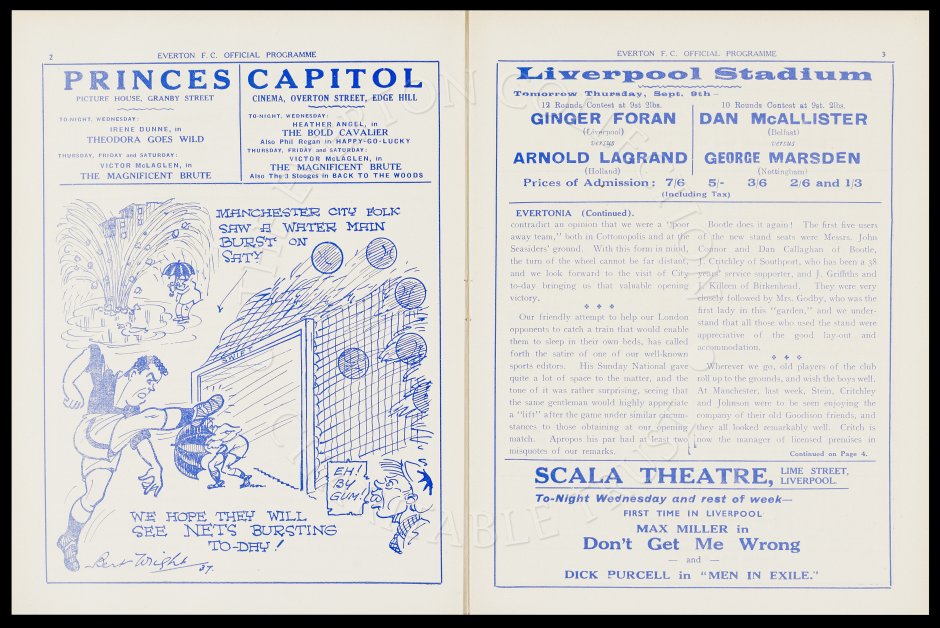 2
EVERTON F. C. OFFICIAL PROGRAMME
PRINCES
PICTURE HOUSE, GRANBY STREET
TO-NIGHT, WEDNESDAY:
IRENE DUNNE, in
THEODORA GOES WILD
THURSDAY, FRIDAY and SATURDAY:
VICTOR McLAGLEN, in
THE MAGNIFICENT BRUTE
CAPITOL
CINEMA, OVERTON STREET, EDGE HILL
TO-NIGHT, WEDNESDAY:
HEATHER ANGEL, in
THE BOLD CAVALIER
Also Phil Regan in HAPPY-GO-LUCKY
THURSDAY, FRIDAY and SATURDAY:
VICTOR McLAGLEN, in
THE MAGNIFICENT BRUTE
Also The 3 Stooges in BACK TO THE WOODS
MANCHESTER CITY FOLK
SAW A WATER MAIN
BURST ON
SATY
SWIFT
EH!
BY
GUM!
WE HOPE THEY WILL
SEE NETS BURSTING
TO-DAY!
Bert Wright
37.
EVERTON F. C. OFFICIAL PROGRAMME
3
Liverpool Stadium
Tomorrow Thursday, Sept. 9th—
12 Rounds Contest at 9st 2lbs.
GINGER FORAN
(Liverpool)
versus
ARNOLD LAGRAND
(Holland)
10 Rounds Contest at 9st. 2lbs.
DAN McALLISTER
(Belfast)
versus
GEORGE MARSDEN
(Nottingham)
Prices of Admission: 7/6 5/- 3/6 2/6 and 1/3
(Including Tax)
EVERTONIA (Continued).
contradict an opinion that we were a "poor
away team," both in Cottonopolis and at the
Seasiders' ground. With this form in mind,
the turn of the wheel cannot be far distant,
and we look forward to the visit of City
to-day bringing us that valuable opening
victory.
Our friendly attempt to help our London
opponents to catch a train that would enable
them to sleep in their own beds, has called
forth the satire of one of our well-known
sports editors. His Sunday National gave
quite a lot of space to the matter, and the
tone of it was rather surprising, seeing that
the same gentleman would highly appreciate
a "lift" after the game under similar circum-
stances to those obtaining at our opening
match. Apropos his par had at least two
misquotes of our remarks.
Bootle does it again! The first five users
of the new stand seats were Messrs. John
Connor and Dan Callaghan of Bootle,
J. Critchley of Southport, who has been a 38
years' service supporter, and J. Griffiths and
J. Killeen of Birkenhead. They were very
closely followed by Mrs. Godby, who was the
first lady in this "garden," and we under-
stand that all those who used the stand were
appreciative of the good lay-out and
accommodation.
Wherever we go, old players of the club
roll up to the grounds, and wish the boys well.
At Manchester, last week, Stein, Critchley
and Johnson were to be seen enjoying the
company of their old Goodison friends, and
they all looked remarkably well. Critch is
now the manager of licensed premises in
Continued on Page 4.
SCALA THEATRE, LIME STREET, LIVERPOOL.
To-Night Wednesday and rest of week—
FIRST TIME IN LIVERPOOL
MAX MILLER in
Don't Get Me Wrong
— and —
DICK PURCELL in "MEN IN EXILE."